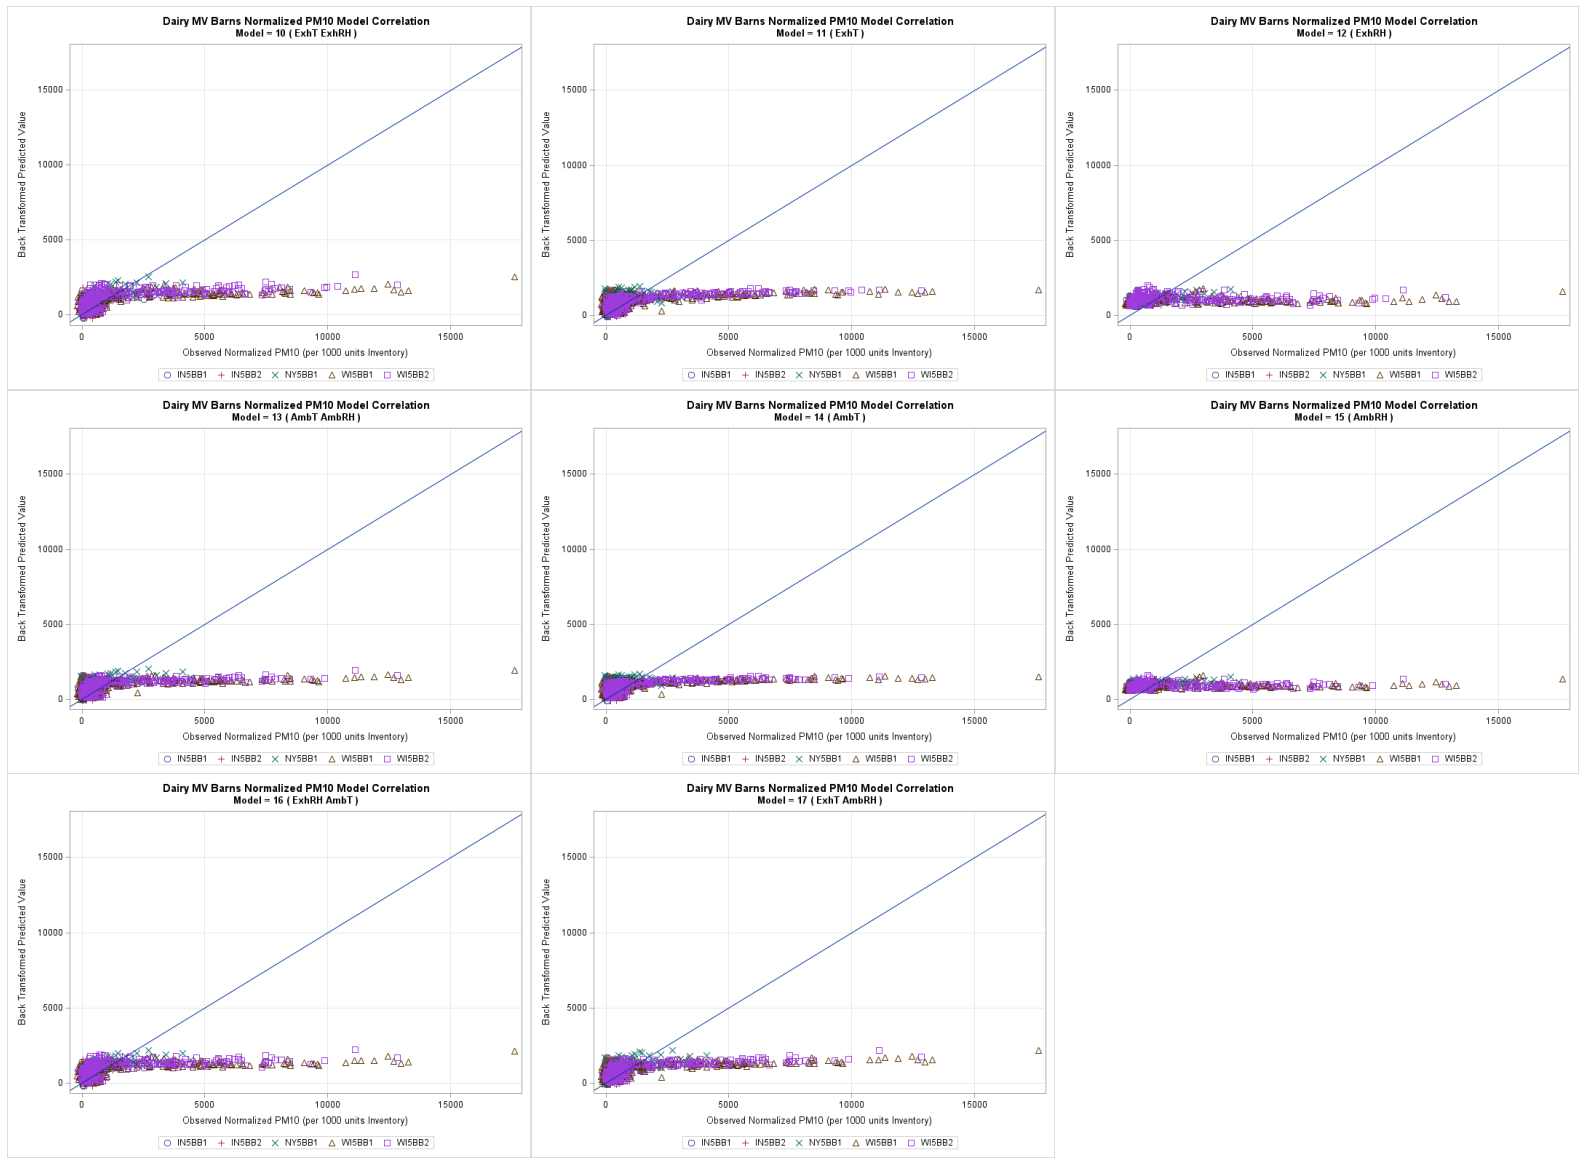 Dairy MV Barns Normalized PM10 Model Correlation
Model = 10 ( ExhT ExhRH )
Back Transformed Predicted Value
15000
10000
5000
0
0 5000 10000 15000
Observed Normalized PM10 (per 1000 units Inventory)
IN5BB1 IN5BB2 NY5BB1 WI5BB1 WI5BB2
Dairy MV Barns Normalized PM10 Model Correlation
Model = 11 ( ExhT )
Back Transformed Predicted Value
15000
10000
5000
0
0 5000 10000 15000
Observed Normalized PM10 (per 1000 units Inventory)
IN5BB1 IN5BB2 NY5BB1 WI5BB1 WI5BB2
Dairy MV Barns Normalized PM10 Model Correlation
Model = 12 ( ExhRH )
Back Transformed Predicted Value
15000
10000
5000
0
0 5000 10000 15000
Observed Normalized PM10 (per 1000 units Inventory)
IN5BB1 IN5BB2 NY5BB1 WI5BB1 WI5BB2
Dairy MV Barns Normalized PM10 Model Correlation
Model = 13 ( AmbT AmbRH )
Back Transformed Predicted Value
15000
10000
5000
0
0 5000 10000 15000
Observed Normalized PM10 (per 1000 units Inventory)
IN5BB1 IN5BB2 NY5BB1 WI5BB1 WI5BB2
Dairy MV Barns Normalized PM10 Model Correlation
Model = 14 ( AmbT )
Back Transformed Predicted Value
15000
10000
5000
0
0 5000 10000 15000
Observed Normalized PM10 (per 1000 units Inventory)
IN5BB1 IN5BB2 NY5BB1 WI5BB1 WI5BB2
Dairy MV Barns Normalized PM10 Model Correlation
Model = 15 ( AmbRH )
Back Transformed Predicted Value
15000
10000
5000
0
0 5000 10000 15000
Observed Normalized PM10 (per 1000 units Inventory)
IN5BB1 IN5BB2 NY5BB1 WI5BB1 WI5BB2
Dairy MV Barns Normalized PM10 Model Correlation
Model = 16 ( ExhRH AmbT )
Back Transformed Predicted Value
15000
10000
5000
0
0 5000 10000 15000
Observed Normalized PM10 (per 1000 units Inventory)
IN5BB1 IN5BB2 NY5BB1 WI5BB1 WI5BB2
Dairy MV Barns Normalized PM10 Model Correlation
Model = 17 ( ExhT AmbRH )
Back Transformed Predicted Value
15000
10000
5000
0
0 5000 10000 15000
Observed Normalized PM10 (per 1000 units Inventory)
IN5BB1 IN5BB2 NY5BB1 WI5BB1 WI5BB2